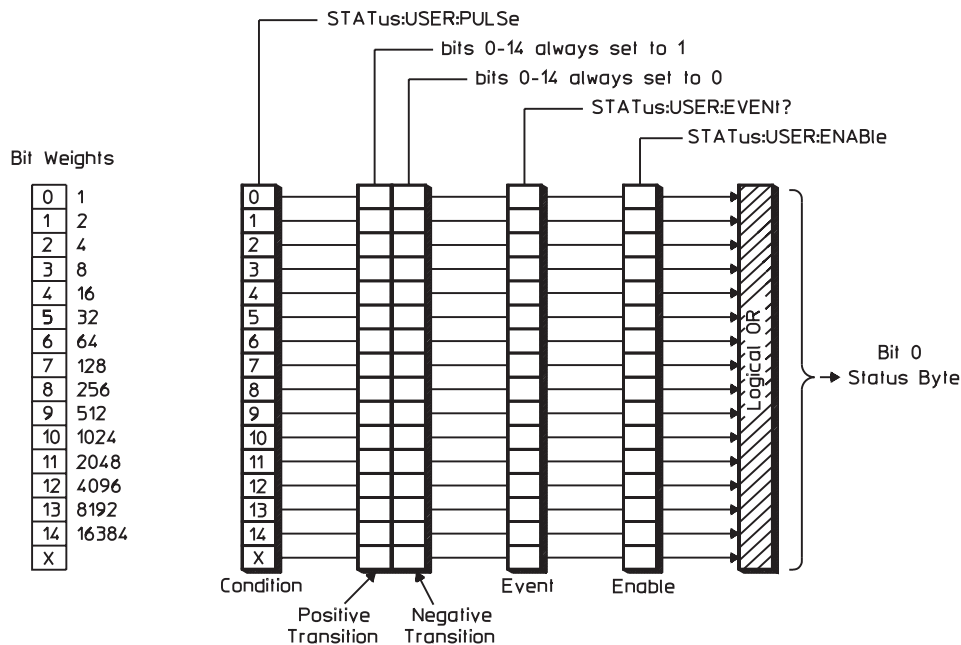 STATus:USER:PULSe
bits 0-14 always set to 1
bits 0-14 always set to 0
STATus:USER:EVENt?
STATus:USER:ENABle
Bit Weights
0 1
1 2
2 4
3 8
4 16
5 32
6 64
7 128
8 256
9 512
10 1024
11 2048
12 4096
13 8192
14 16384
X
0
1
2
3
4
5
6
7
8
9
10
11
12
13
14
X
Logical OR
Bit 0
Status Byte
Condition
Positive
Transition
Negative
Transition
Event
Enable